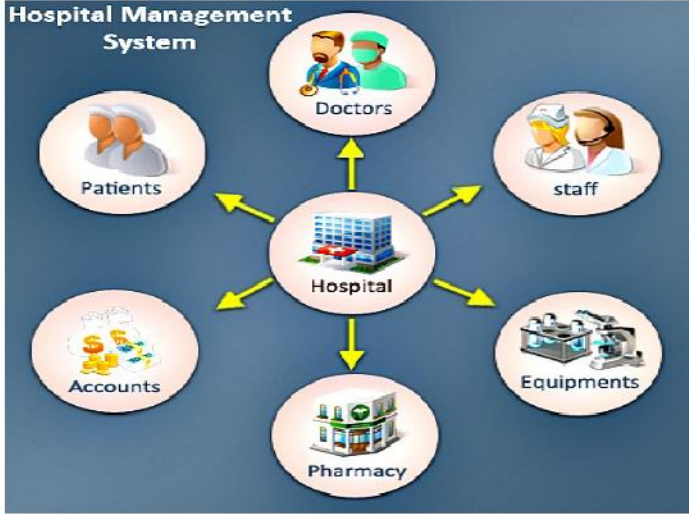 Hospital Management
System
Doctors
Patients
staff
Hospital
Accounts
Equipments
Pharmacy